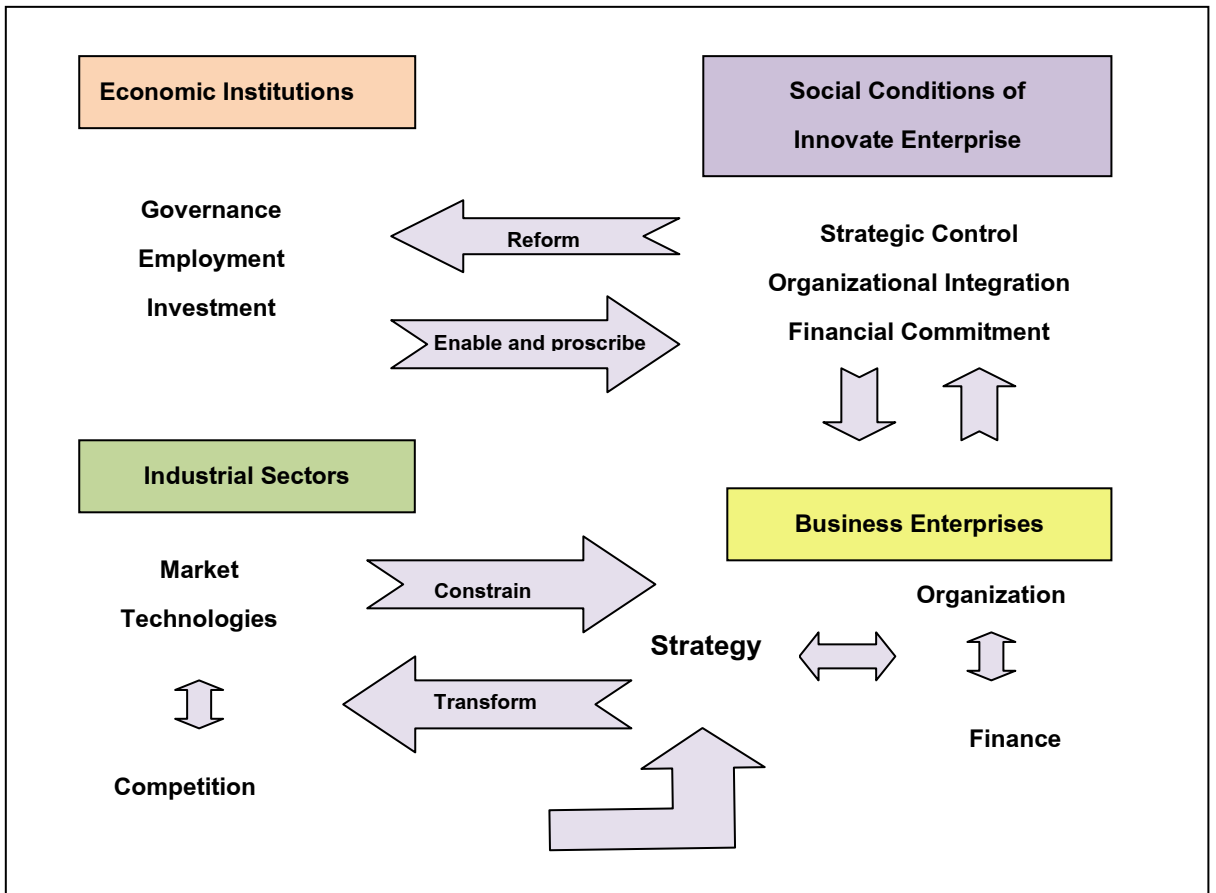 Economic Institutions
Social Conditions of
Innovate Enterprise
Governance
Employment
Investment
Reform
Enable and proscribe
Strategic Control
Organizational Integration
Financial Commitment
Industrial Sectors
Business Enterprises
Market
Technologies
Competition
Constrain
Transform
Strategy
Organization
Finance